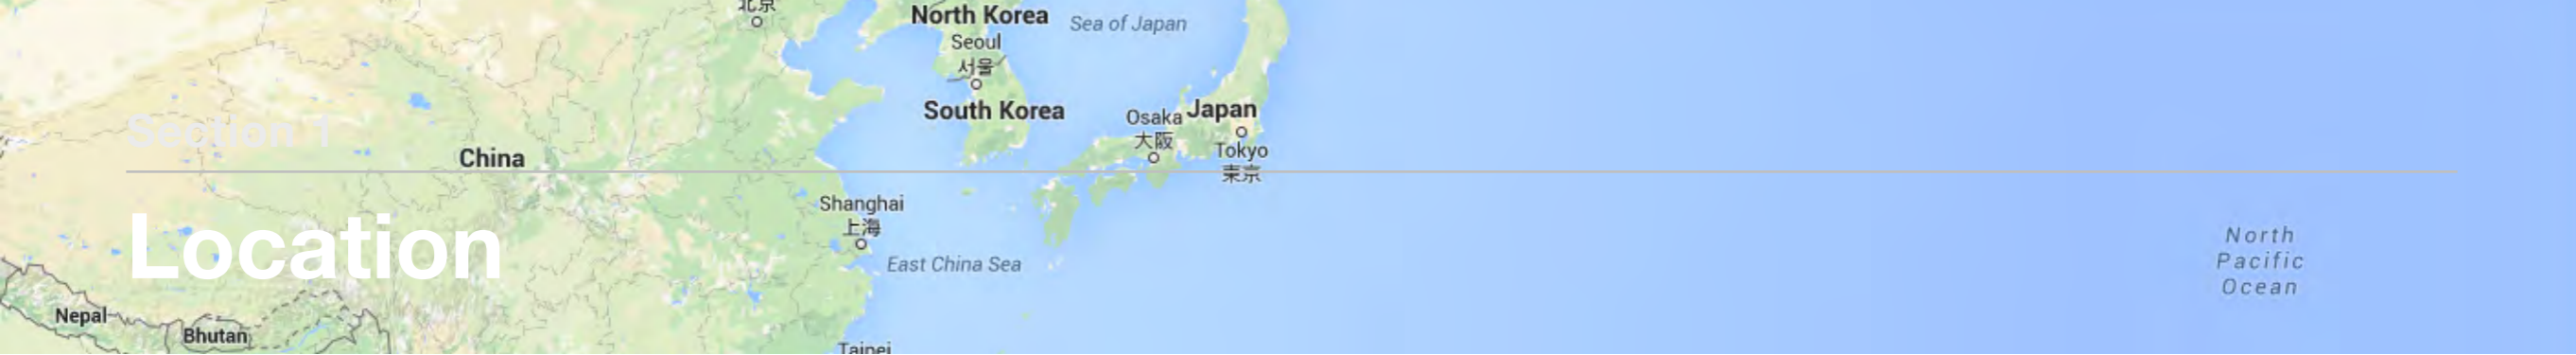 北京
North Korea
Sea of Japan
Seoul
서울
South Korea
Osaka
大阪
Japan
Tokyo
東京
Section 1
China
Shanghai
上海
Location
East China Sea
North
Pacific
Ocean
Nepal
Bhutan
Taipei